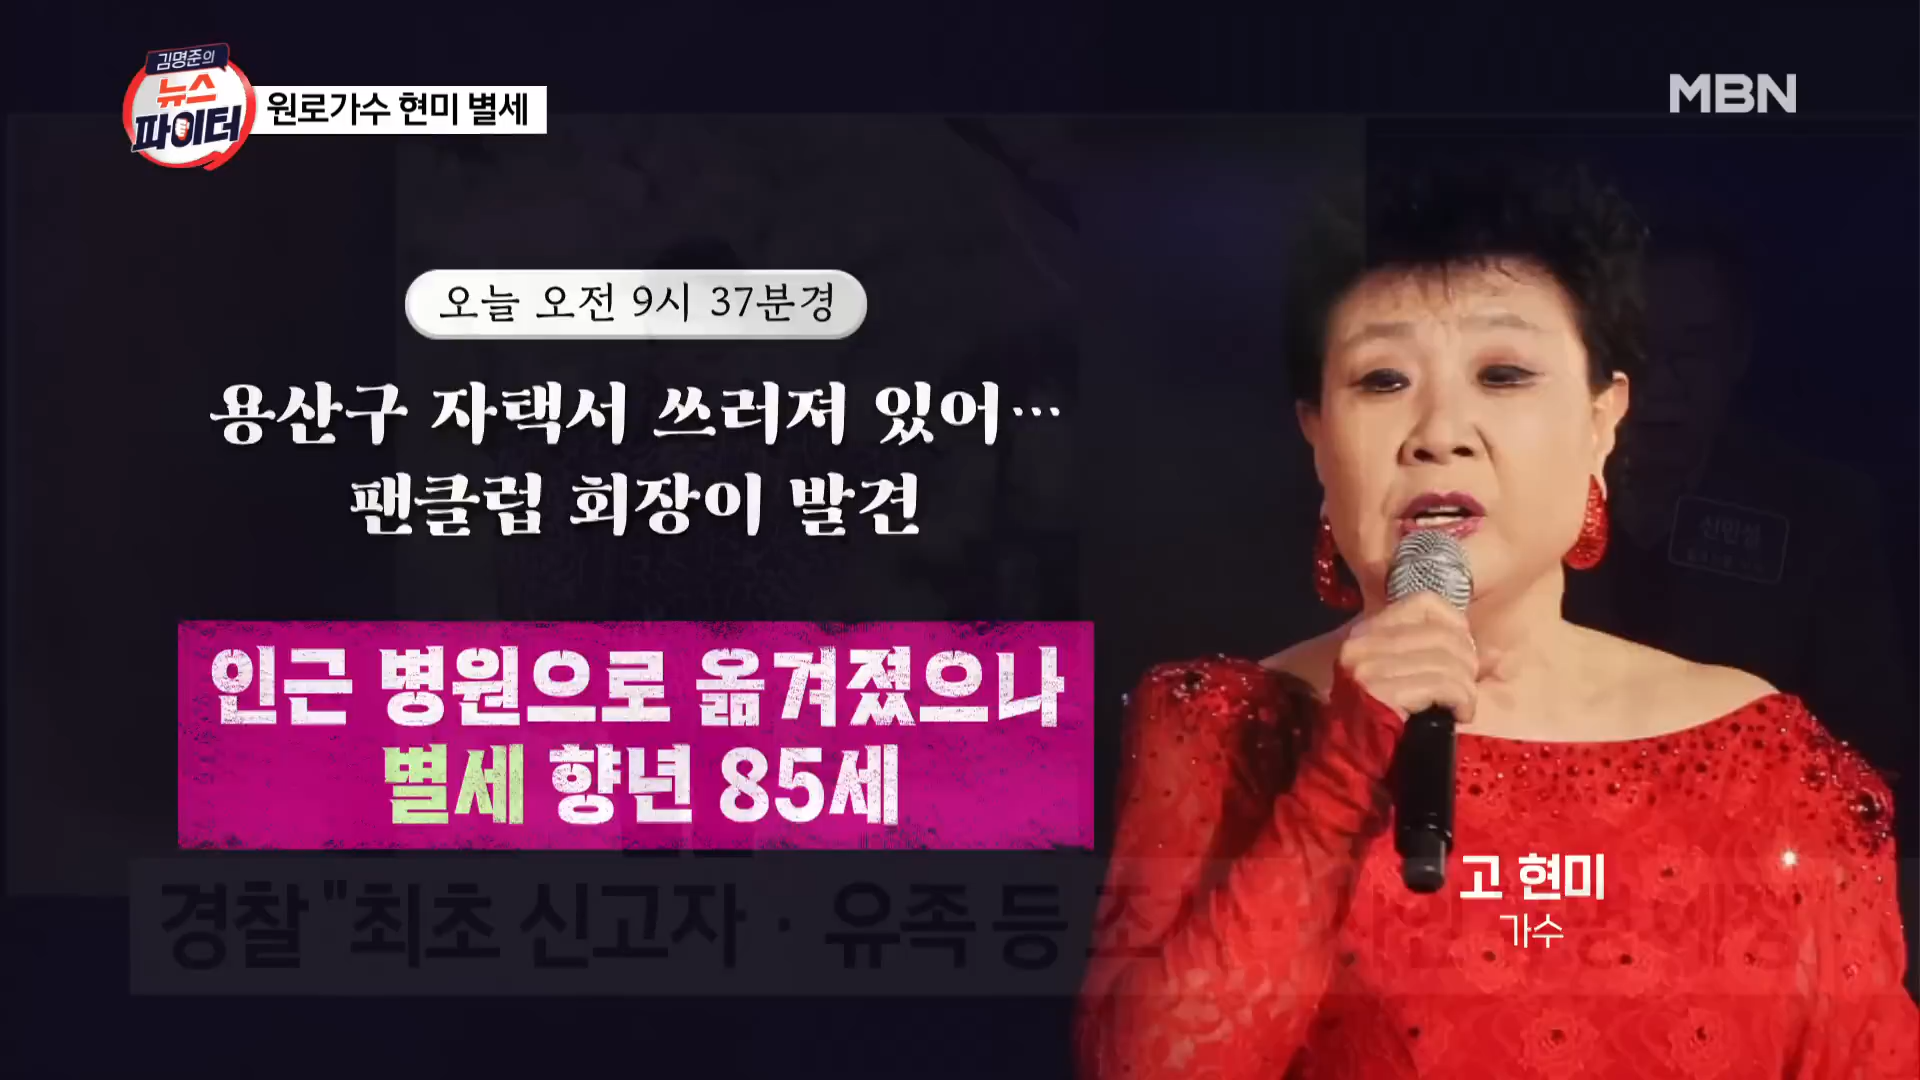 김명준의
뉴스
파이터
원로가수 현미 별세
MBN
오늘 오전 9시 37분경
용산구 자택서 쓰러져 있어…
팬클럽 회장이 발견
인근 병원으로 옮겨졌으나
별세 향년 85세
고 현미
가수
신만섭
경찰 "최초 신고자· 유족 등 조